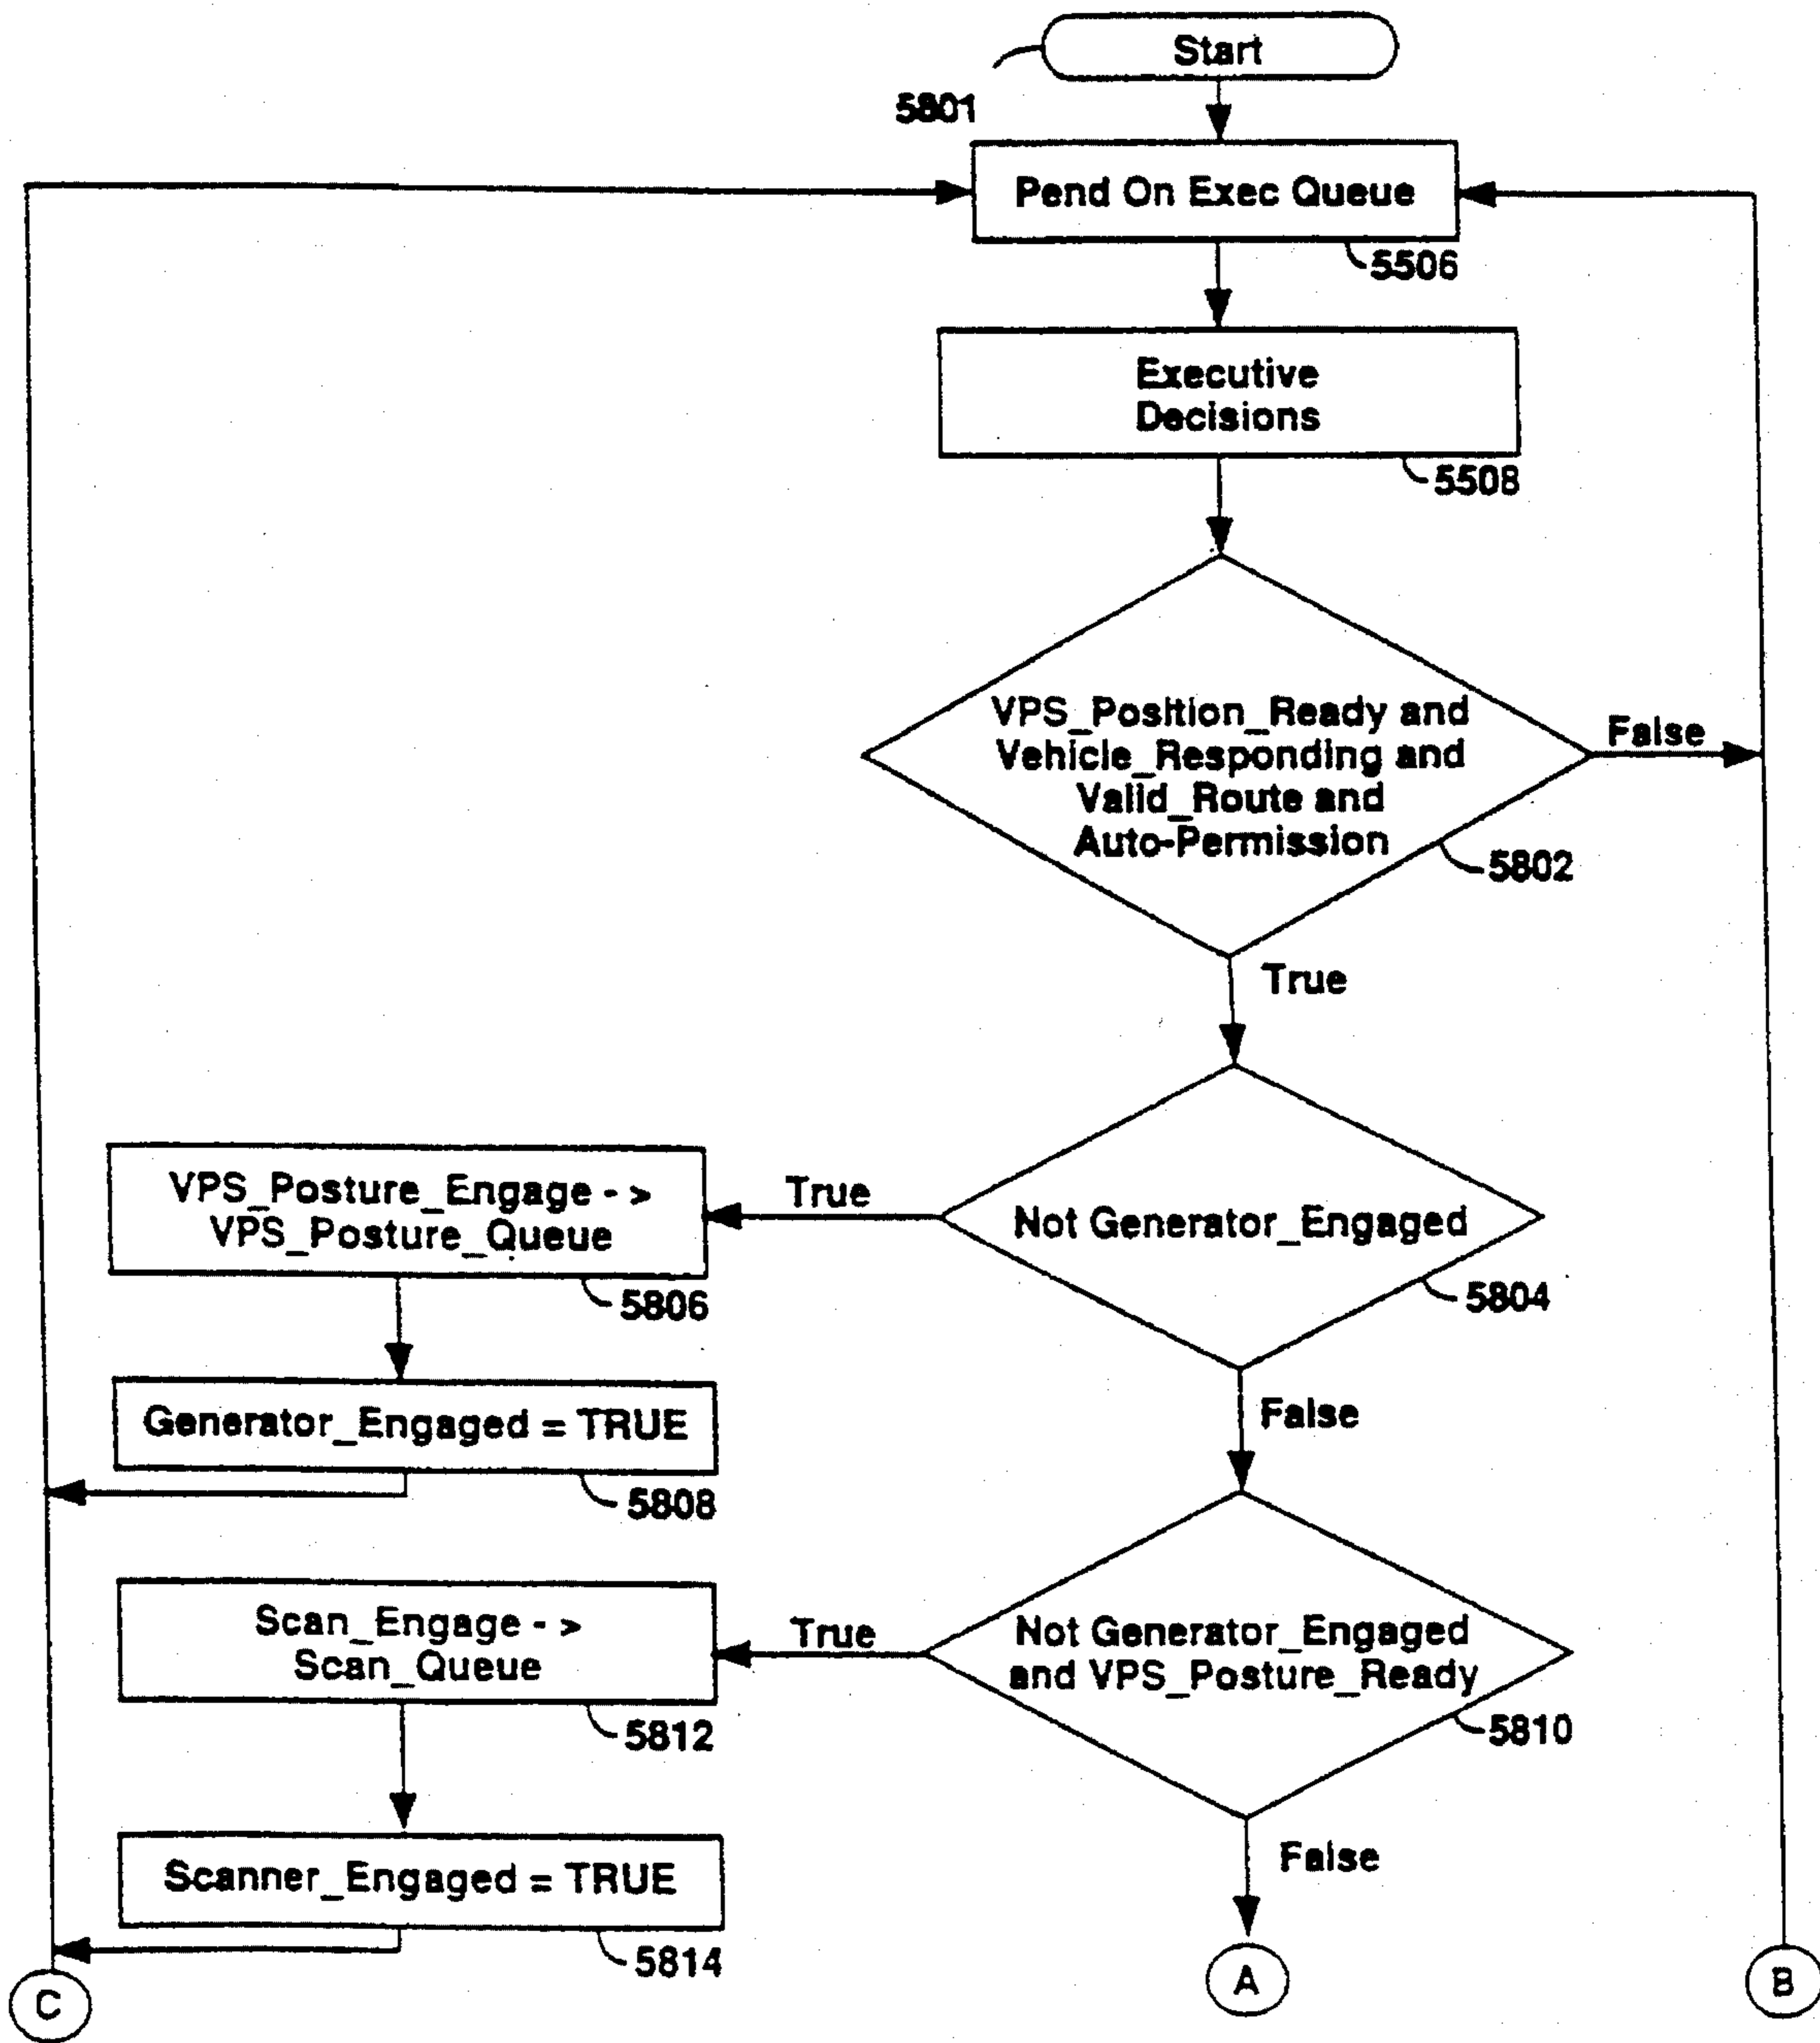 Start
5801
Pend On Exec Queue
5506
Executive
Decisions
5508
VPS_Position_Ready and
Vehicle_Responding and
Valid_Route and
Auto-Permission
False
5802
True
VPS_Posture_Engage - >
VPS_Posture_Queue
True
Not Generator_Engaged
5806
5804
Generator_Engaged = TRUE
False
5808
Scan_Engage - >
Scan_Queue
True
Not Generator_Engaged
and VPS_Posture_Ready
5812
5810
Scanner_Engaged = TRUE
False
5814
C
A
B